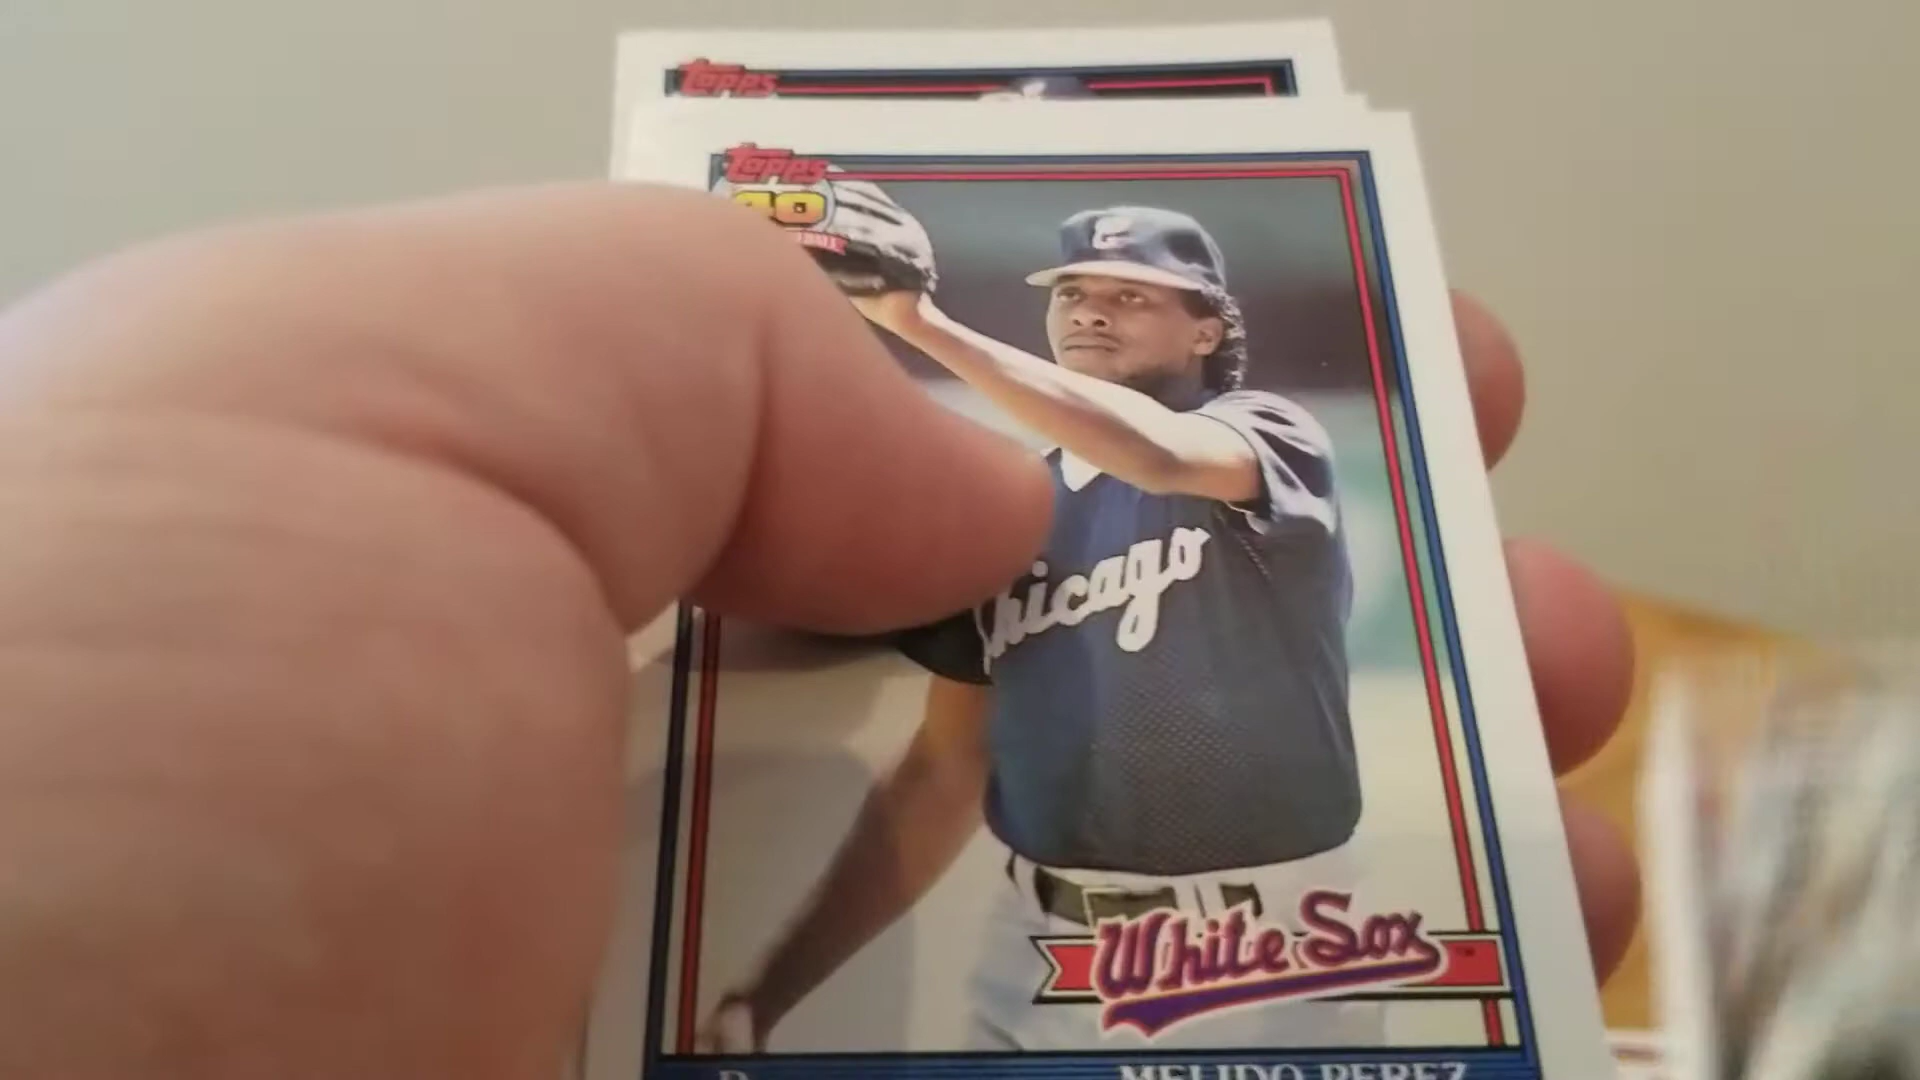 Topps
Topps
40
C
Chicago
White Sox
P
MELIDO PEREZ